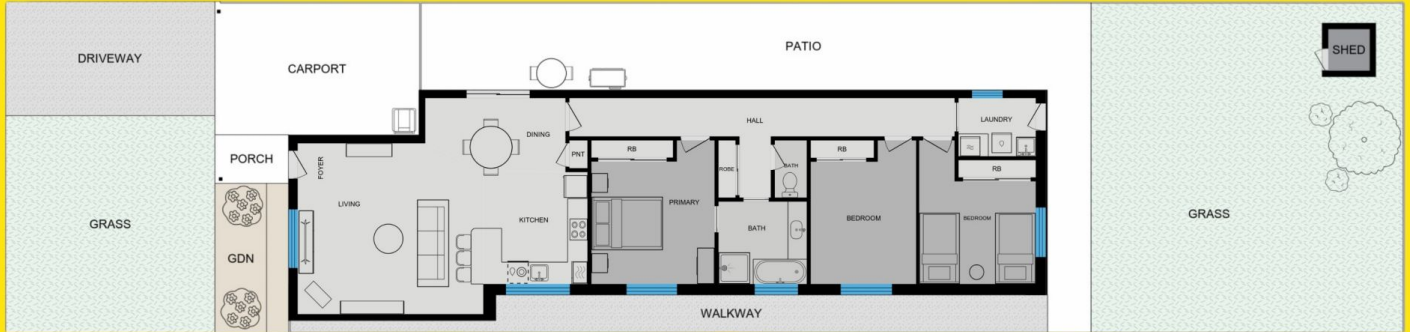 DRIVEWAY
CARPORT
PATIO
SHED
HALL
LAUNDRY
DINING
PORCH
FOYER
PNT
RB
ROBE
BATH
RB
RB
LIVING
KITCHEN
PRIMARY
BATH
BEDROOM
BEDROOM
GRASS
GDN
GRASS
WALKWAY